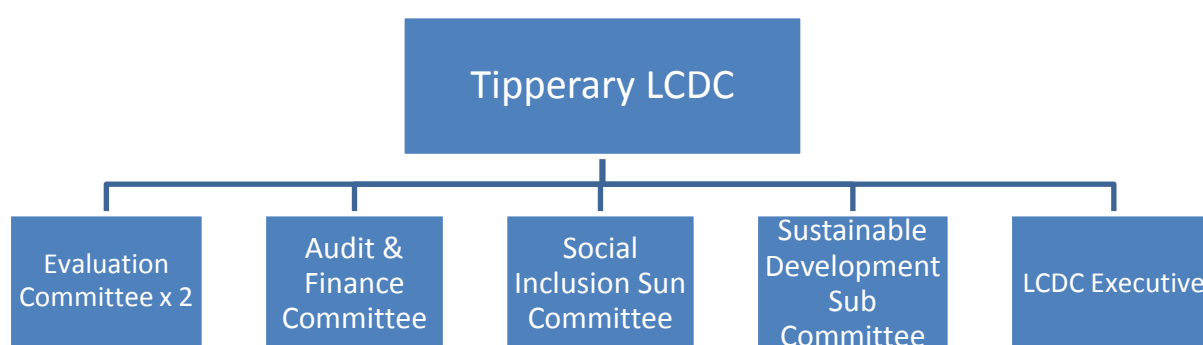 Tipperary LCDC
Evaluation
Committee x 2
Audit &
Finance
Committee
Social
Inclusion Sun
Committee
Sustainable
Development
Sub
Committee
LCDC Executive